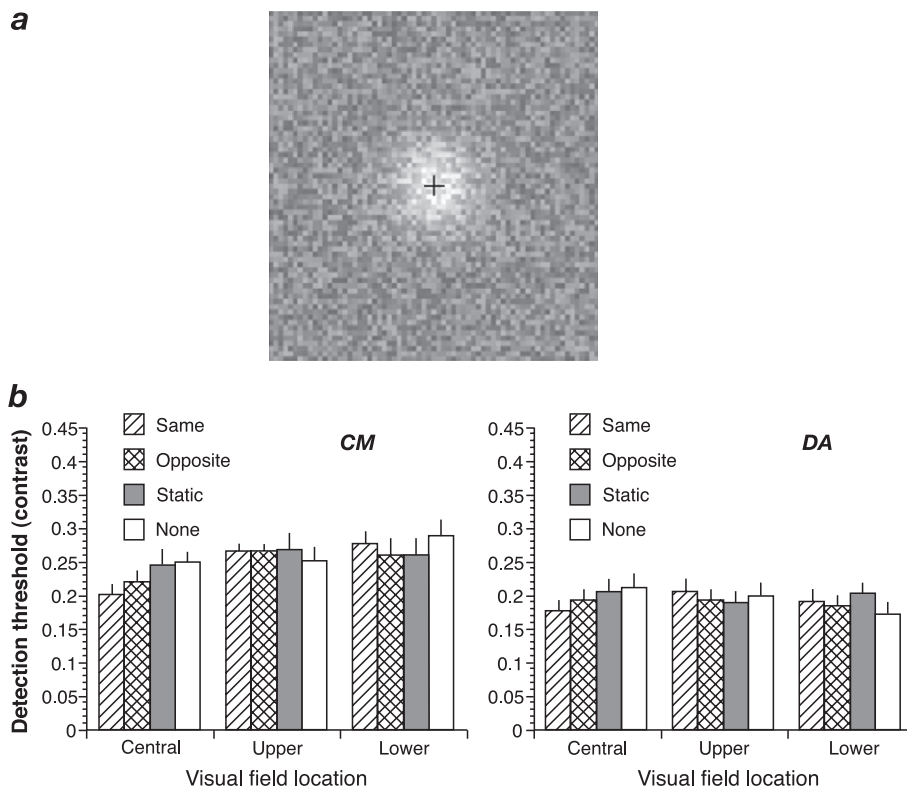 a
b
Detection threshold (contrast)
0.45
0.4
0.35
0.3
0.25
0.2
0.15
0.1
0.05
0
Same
Opposite
Static
None
CM
Central Upper Lower
Visual field location
0.45
0.4
0.35
0.3
0.25
0.2
0.15
0.1
0.05
0
Same
Opposite
Static
None
DA
Central Upper Lower
Visual field location